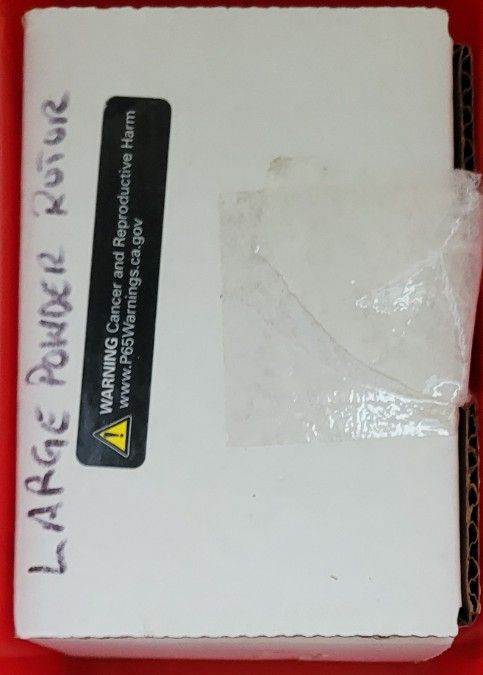 LARGE POWDER ROTOR
WARNING Cancer and Reproductive Harm
www.P65Warnings.ca.gov